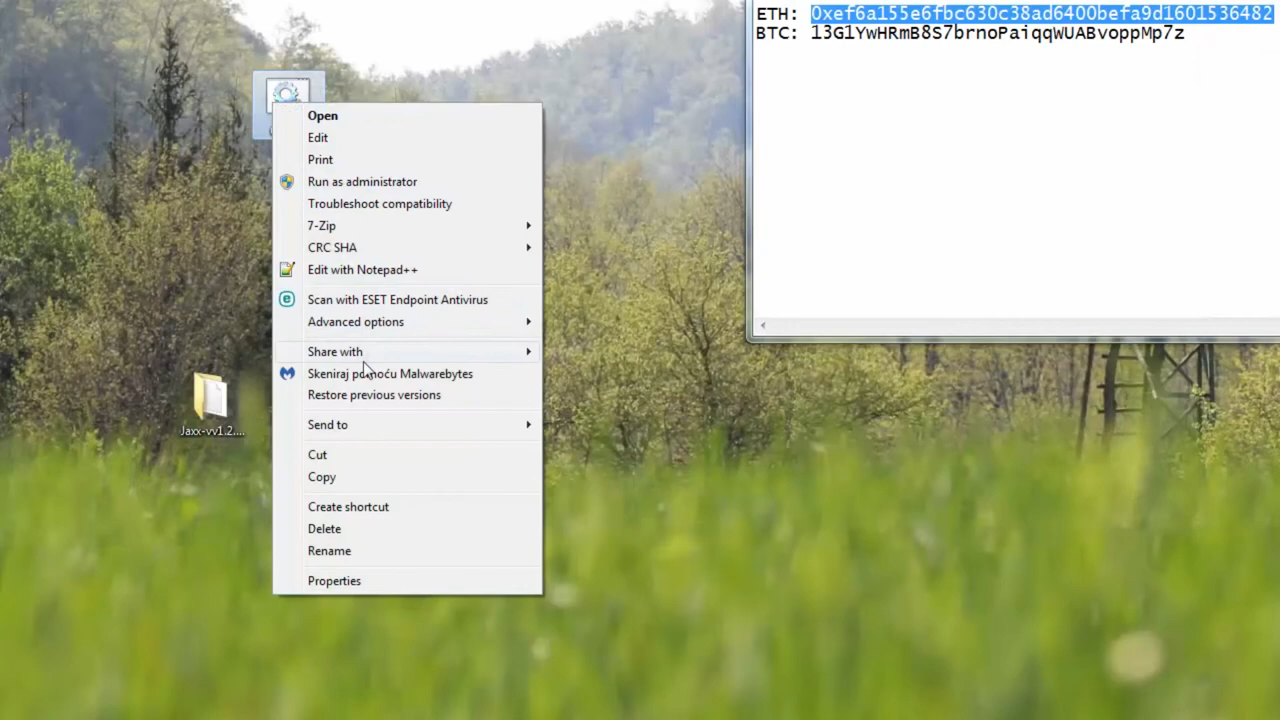 ETH: 0xef6a155e6fbc630c38ad6400befa9d1601536482
BTC: 13G1YwHRmB8S7brnoPaiqqWUABvoppMp7z
Open
Edit
Print
Run as administrator
Troubleshoot compatibility
7-Zip
CRC SHA
Edit with Notepad++
Scan with ESET Endpoint Antivirus
Advanced options
Share with
Skeniraj pomoću Malwarebytes
Restore previous versions
Send to
Cut
Copy
Create shortcut
Delete
Rename
Properties
Jaxx-vv1.2....